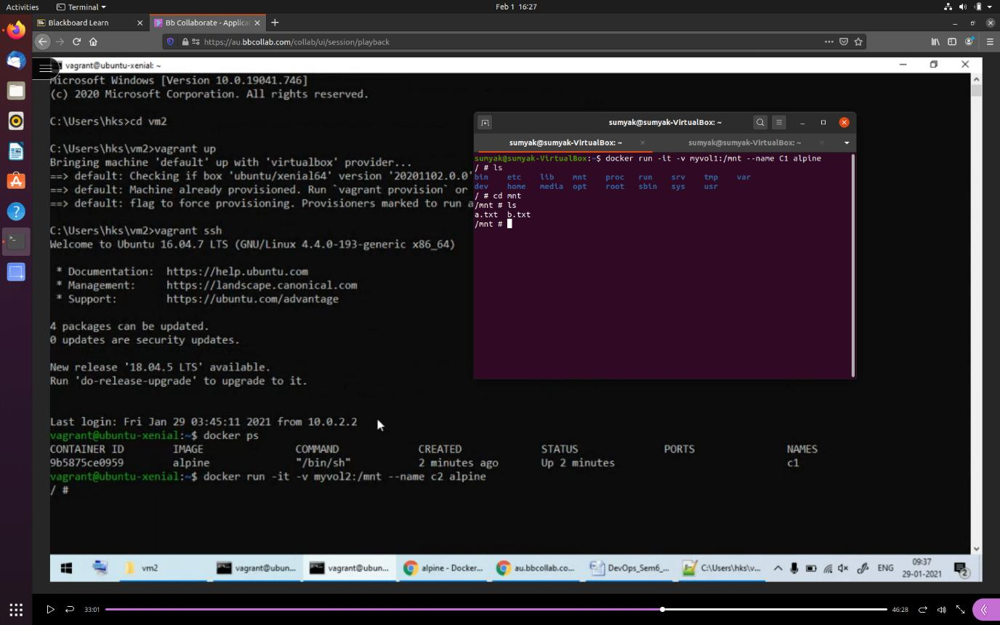 Activities
Terminal
Feb 1 16:27
Blackboard Learn
Bb Collaborate - Applica
https://au.bbcollab.com/collab/ui/session/playback
vagrant@ubuntu-xenial: ~
Microsoft Windows [Version 10.0.19041.746]
(c) 2020 Microsoft Corporation. All rights reserved.
C:\Users\hks>cd vm2
C:\Users\hks\vm2>vagrant up
Bringing machine 'default' up with 'virtualbox' provider...
==> default: Checking if box 'ubuntu/xenial64' version '20201102.0.0'
==> default: Machine already provisioned. Run `vagrant provision` or
==> default: flag to force provisioning. Provisioners marked to run a
C:\Users\hks\vm2>vagrant ssh
Welcome to Ubuntu 16.04.7 LTS (GNU/Linux 4.4.0-193-generic x86_64)
* Documentation: https://help.ubuntu.com
* Management: https://landscape.canonical.com
* Support: https://ubuntu.com/advantage
4 packages can be updated.
0 updates are security updates.
New release '18.04.5 LTS' available.
Run 'do-release-upgrade' to upgrade to it.
Last login: Fri Jan 29 03:45:11 2021 from 10.0.2.2
vagrant@ubuntu-xenial:~$ docker ps
CONTAINER ID IMAGE COMMAND CREATED STATUS PORTS NAMES
9b5875ce0959 alpine "/bin/sh" 2 minutes ago Up 2 minutes c1
vagrant@ubuntu-xenial:~$ docker run -it -v myvol2:/mnt --name c2 alpine
/ #
sumyak@sumyak-VirtualBox: ~
sumyak@sumyak-VirtualBox: ~
sumyak@sumyak-VirtualBox: ~
sumyak@sumyak-VirtualBox:~$ docker run -it -v myvol1:/mnt --name C1 alpine
/ # ls
bin etc lib mnt proc run srv tmp var
dev home media opt root sbin sys usr
/ # cd mnt
/mnt # ls
a.txt b.txt
/mnt #
vm2
vagrant@ubun...
vagrant@ubun...
alpine - Docker...
au.bbcollab.co...
DevOps_Sem6_...
C:\Users\hks\v...
ENG
09:37
29-01-2021
2
33:01
46:28